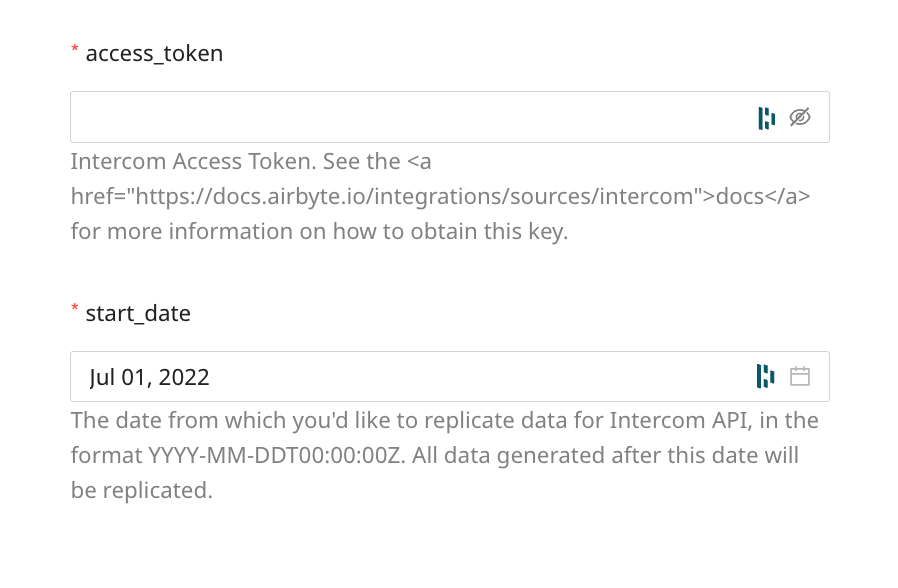 * access_token
Intercom Access Token. See the <a
href="https://docs.airbyte.io/integrations/sources/intercom">docs</a>
for more information on how to obtain this key.
* start_date
Jul 01, 2022
The date from which you'd like to replicate data for Intercom API, in the
format YYYY-MM-DDT00:00:00Z. All data generated after this date will
be replicated.